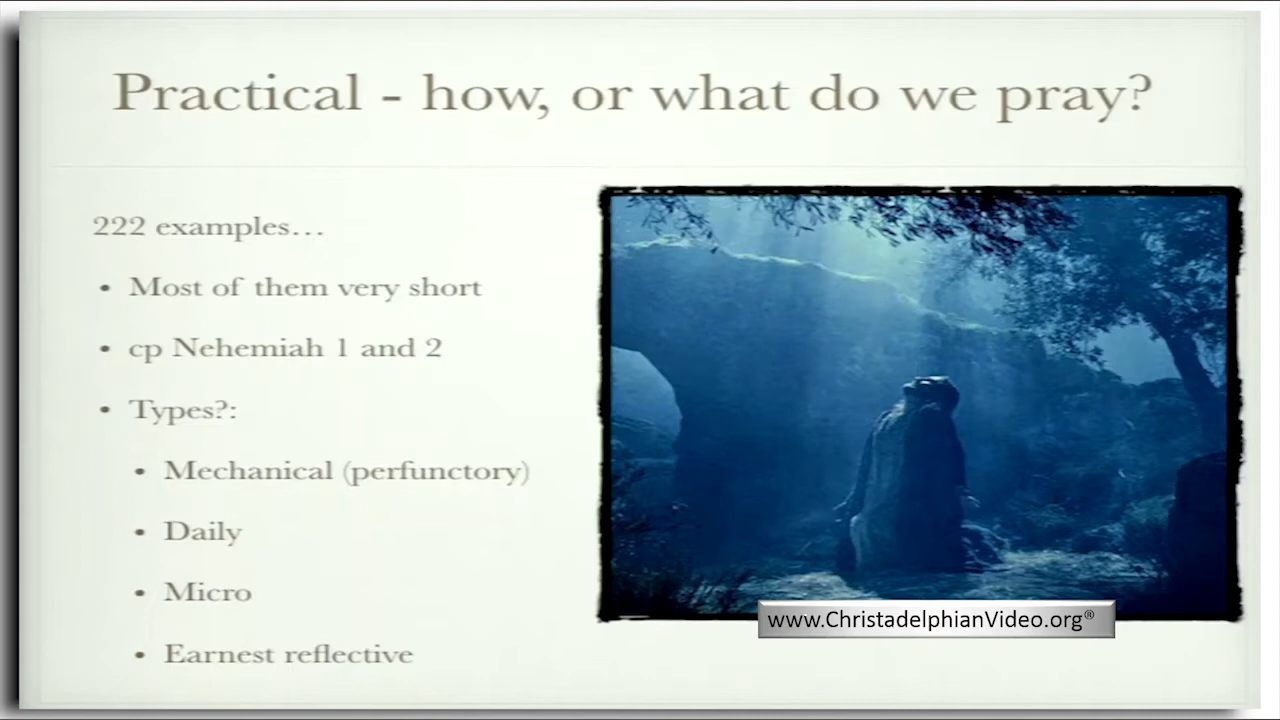 Practical - how, or what do we pray?
222 examples…
• Most of them very short
• cp Nehemiah 1 and 2
• Types?:
• Mechanical (perfunctory)
• Daily
• Micro
• Earnest reflective
www.ChristadelphianVideo.org®